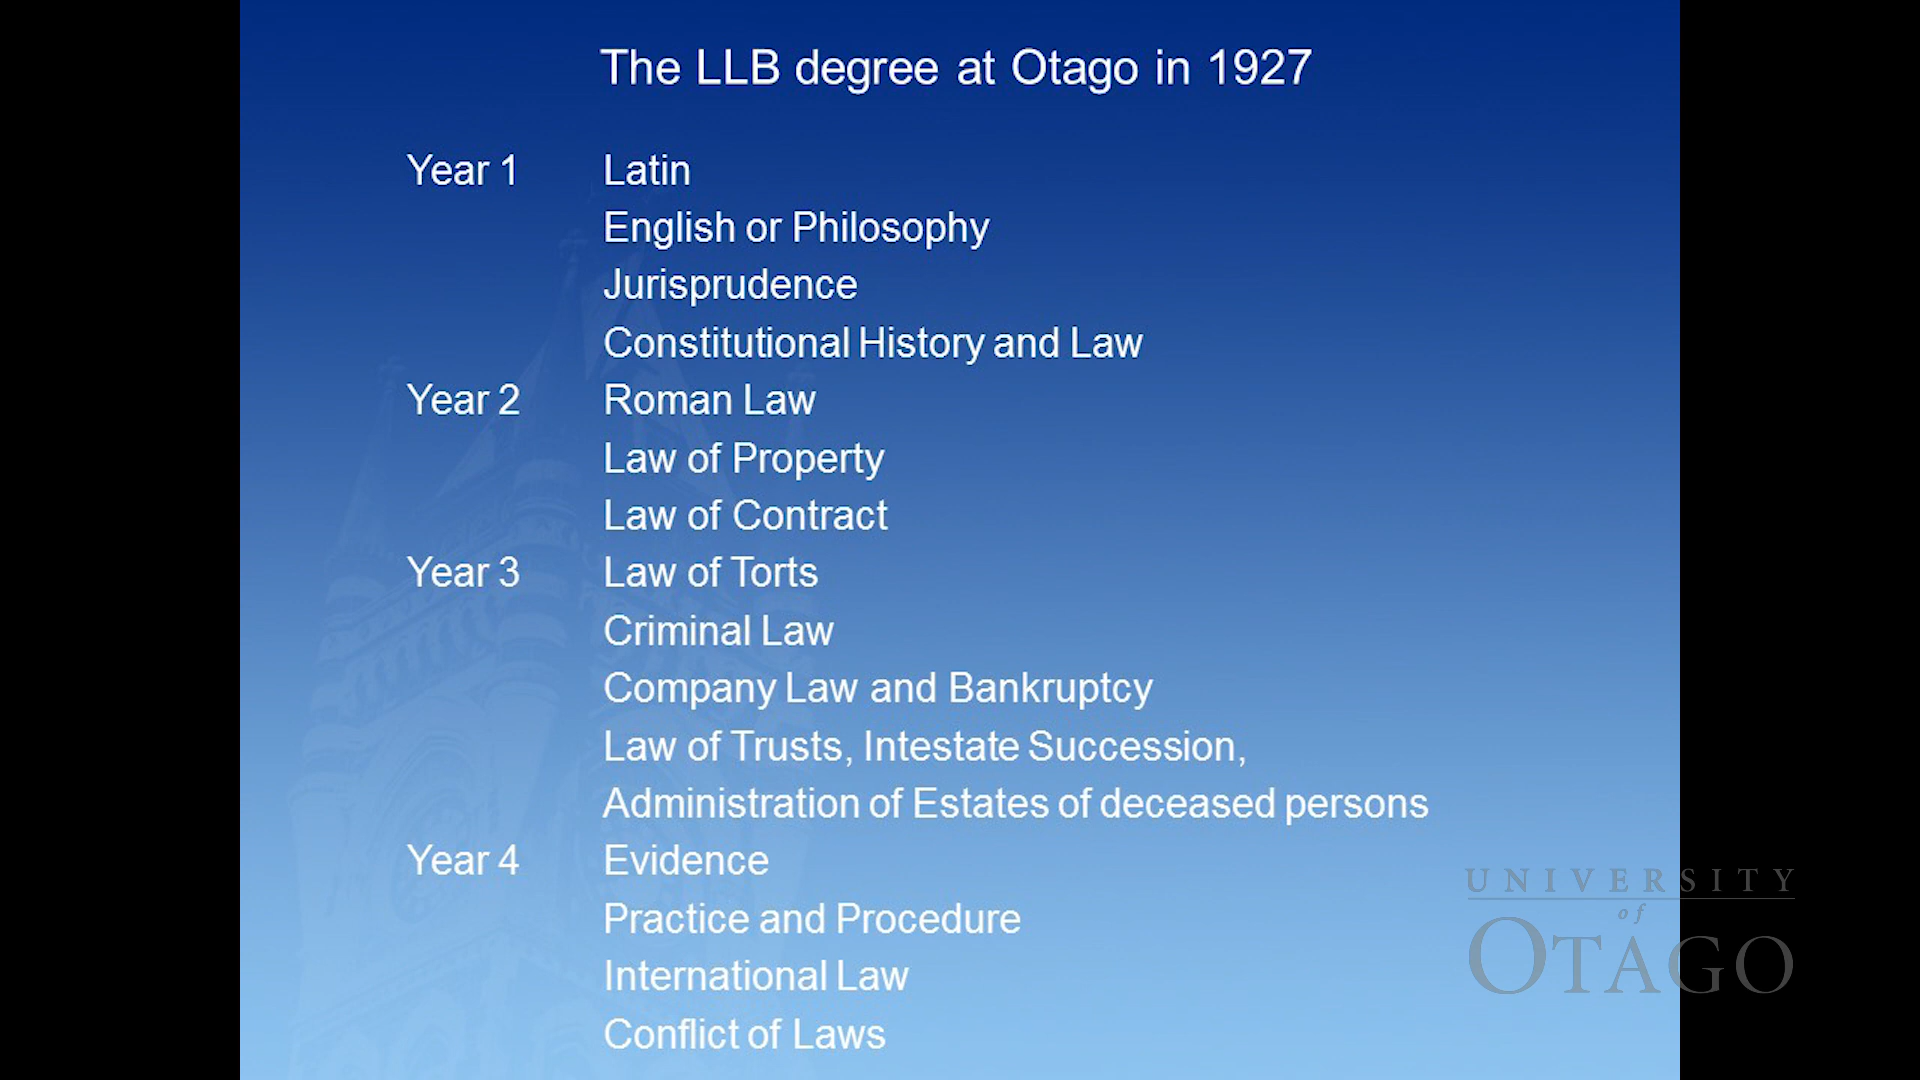 The LLB degree at Otago in 1927
Year 1 Latin
English or Philosophy
Jurisprudence
Constitutional History and Law
Year 2 Roman Law
Law of Property
Law of Contract
Year 3 Law of Torts
Criminal Law
Company Law and Bankruptcy
Law of Trusts, Intestate Succession,
Administration of Estates of deceased persons
Year 4 Evidence
Practice and Procedure
International Law
Conflict of Laws
UNIVERSITY
of
OTAGO